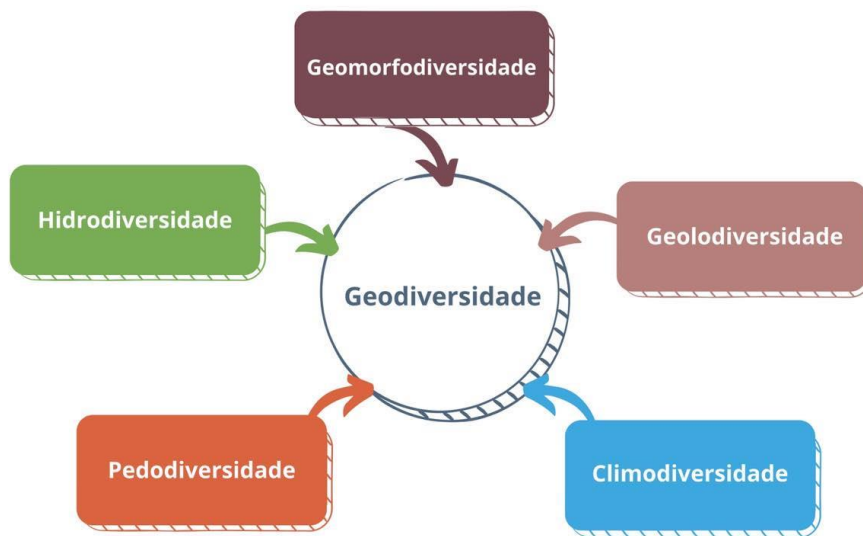 Geomorfodiversidade
Hidrodiversidade
Geolodiversidade
Geodiversidade
Pedodiversidade
Climodiversidade